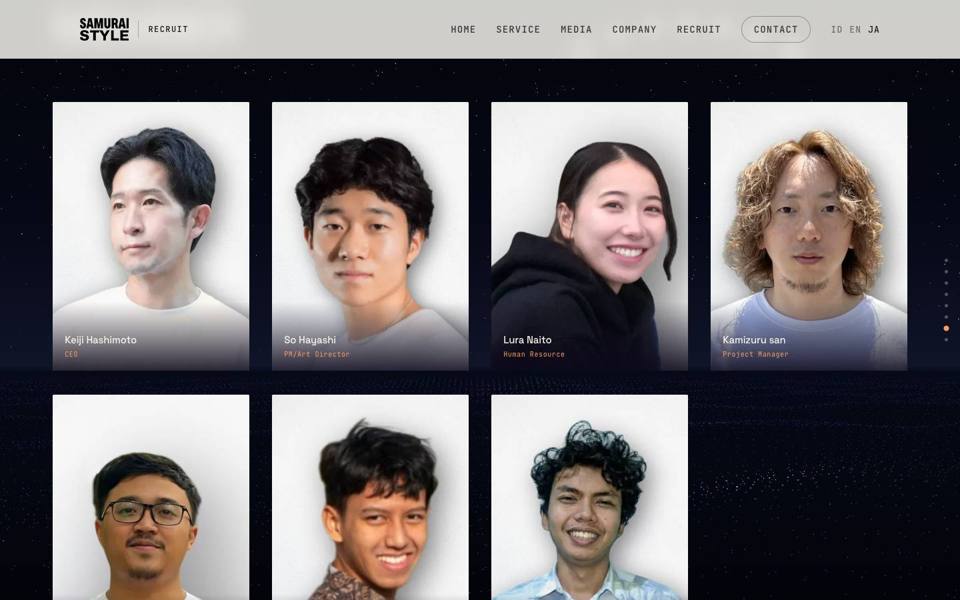 SAMURAI
STYLE
RECRUIT
HOME SERVICE MEDIA COMPANY RECRUIT CONTACT ID EN JA
Keiji Hashimoto
CEO
So Hayashi
PM/Art Director
Lura Naito
Human Resource
Kamizuru san
Project Manager